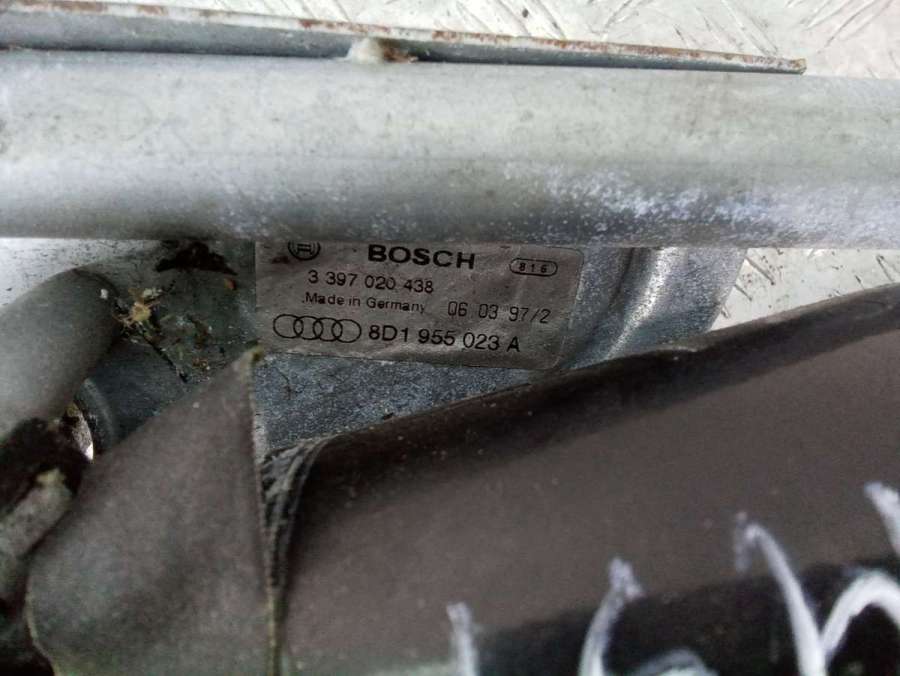 BOSCH 816
3 397 020 438
Made in Germany 06 03 97/2
8D1 955 023 A